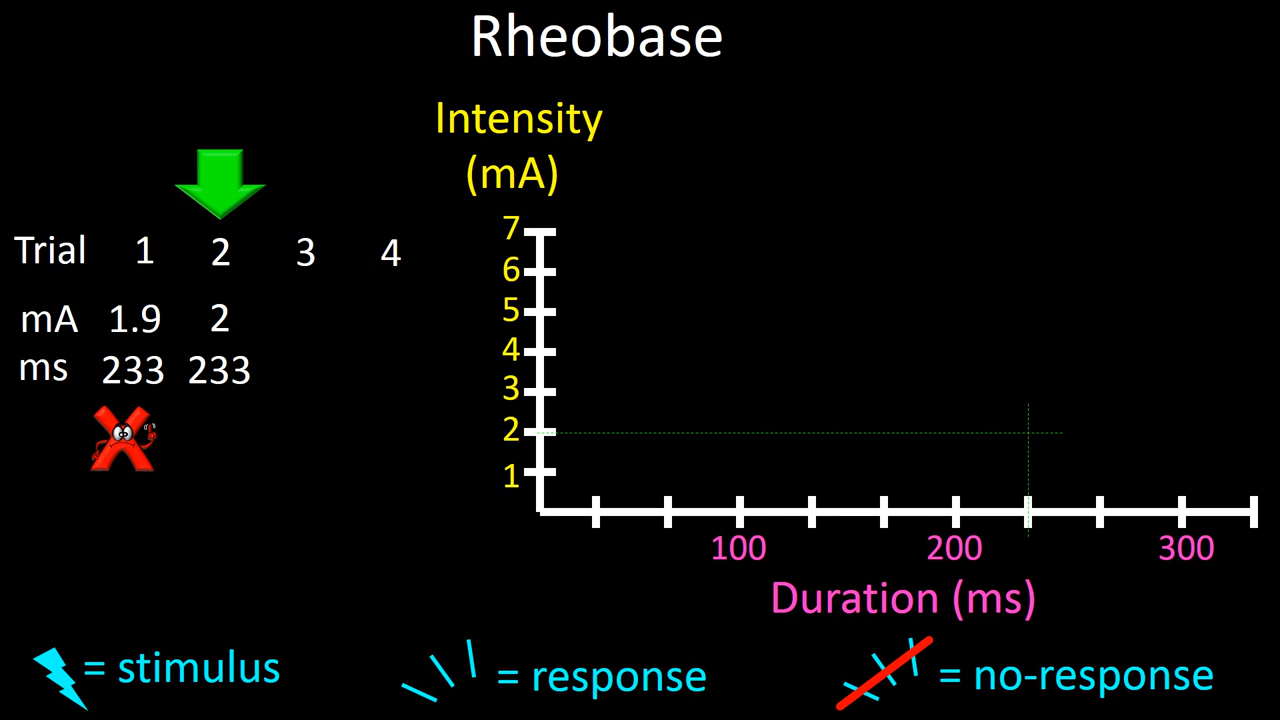 Rheobase
Intensity
(mA)
Trial 1 2 3 4
mA 1.9 2
ms 233 233
7
6
5
4
3
2
1
100 200 300
Duration (ms)
= stimulus = response = no-response